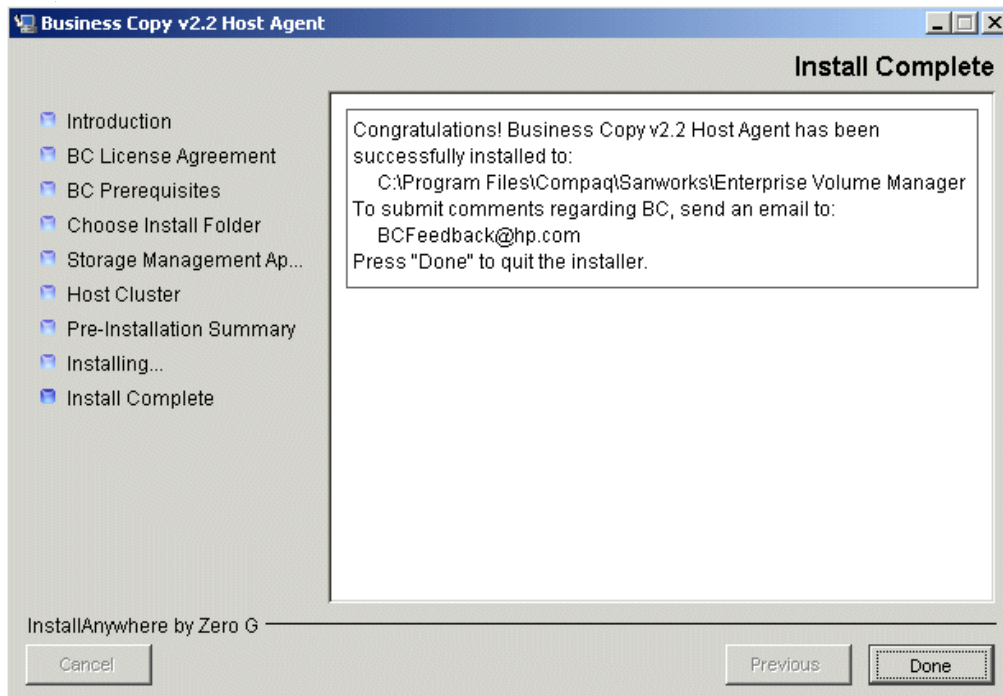 Business Copy v2.2 Host Agent
Install Complete
Introduction
BC License Agreement
BC Prerequisites
Choose Install Folder
Storage Management Ap...
Host Cluster
Pre-Installation Summary
Installing...
Install Complete
Congratulations! Business Copy v2.2 Host Agent has been
successfully installed to:
C:\Program Files\Compaq\Sanworks\Enterprise Volume Manager
To submit comments regarding BC, send an email to:
BCFeedback@hp.com
Press "Done" to quit the installer.
InstallAnywhere by Zero G
Cancel
Previous
Done